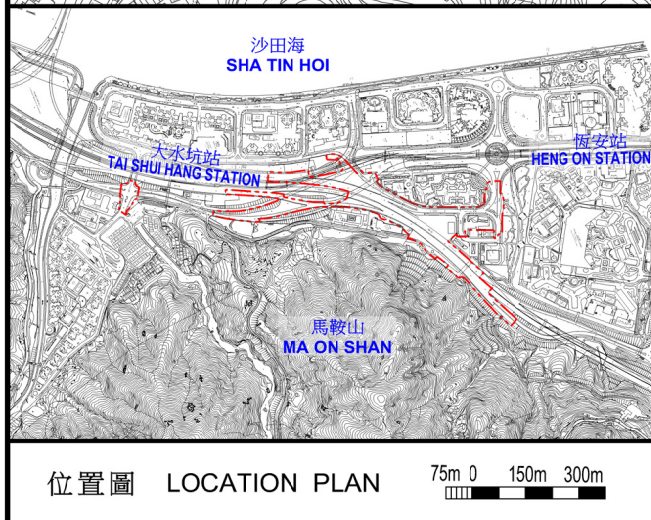 沙田海
SHA TIN HOI
大水坑站
TAI SHUI HANG STATION
恆安站
HENG ON STATION
馬鞍山
MA ON SHAN
位置圖 LOCATION PLAN
75m 0 150m 300m